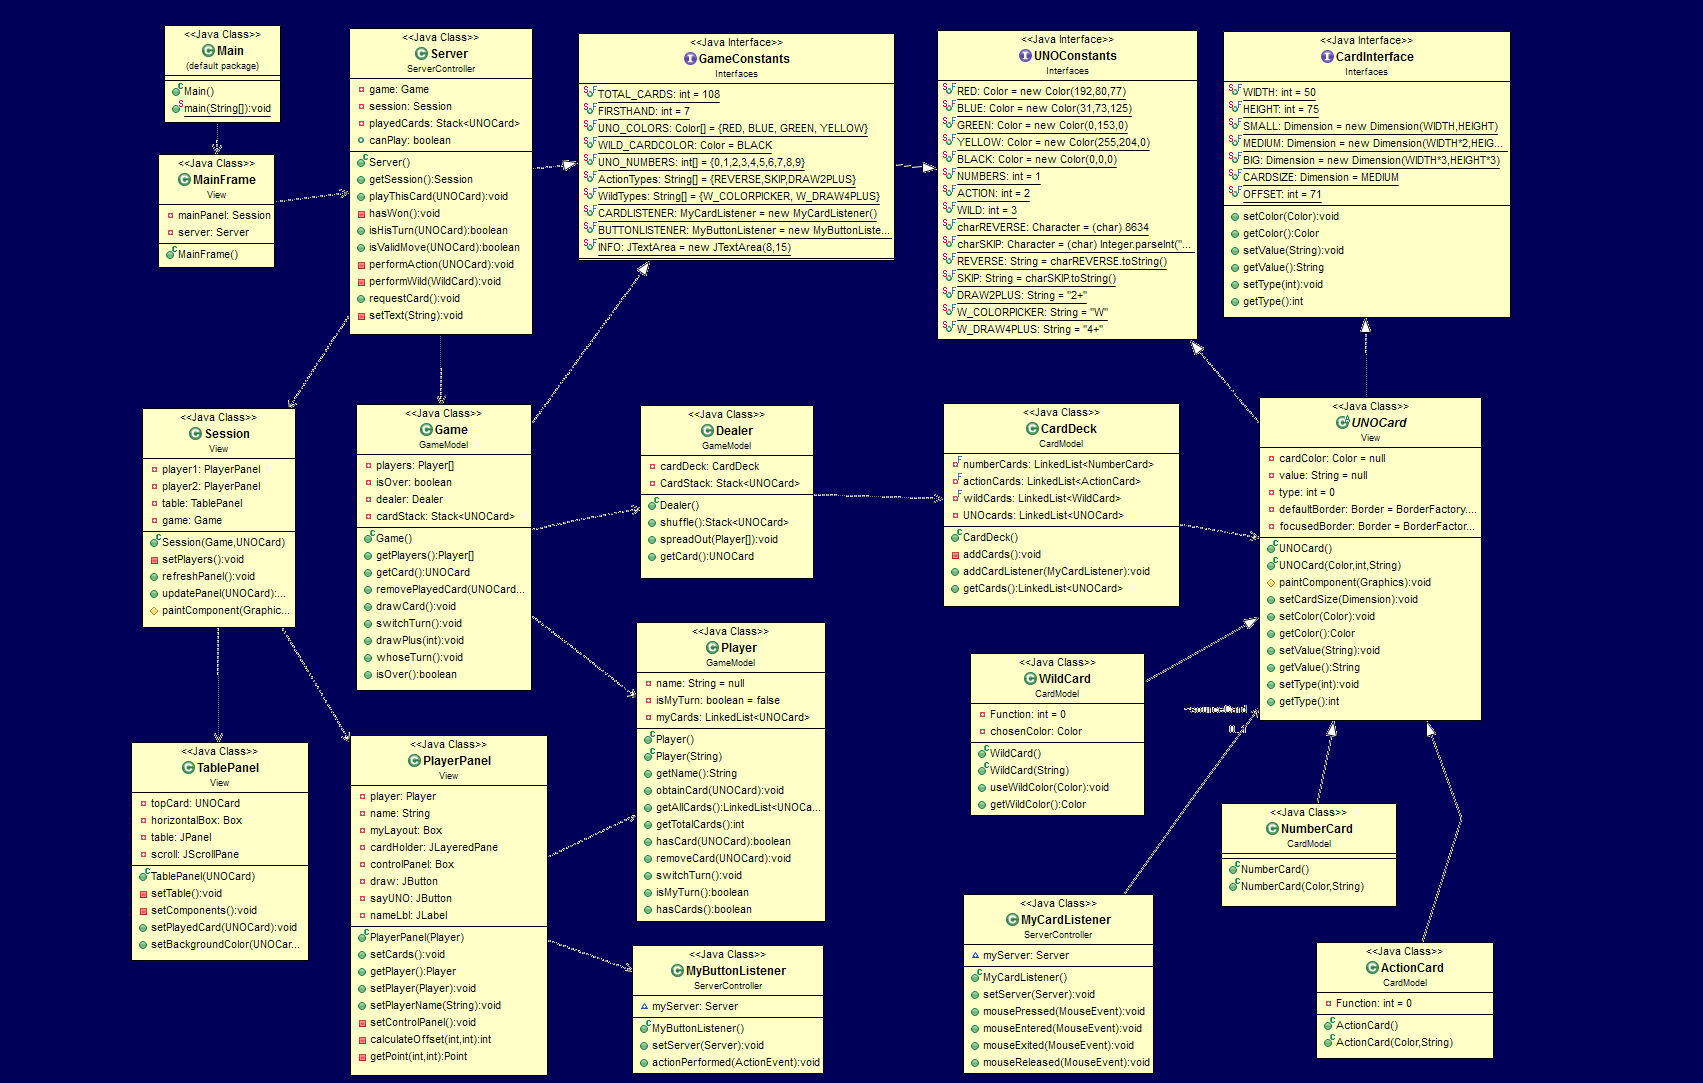 <<Java Class>>
Main
(default package)
Main()
main(String[]):void
<<Java Class>>
MainFrame
View
mainPanel: Session
server: Server
MainFrame()
<<Java Class>>
Server
ServerController
game: Game
session: Session
playedCards: Stack<UNOCard>
canPlay: boolean
Server()
getSession():Session
playThisCard(UNOCard):void
hasWon():void
isHisTurn(UNOCard):boolean
isValidMove(UNOCard):boolean
performAction(UNOCard):void
performWild(WildCard):void
requestCard():void
setText(String):void
<<Java Interface>>
GameConstants
Interfaces
TOTAL_CARDS: int = 108
FIRSTHAND: int = 7
UNO_COLORS: Color[] = {RED, BLUE, GREEN, YELLOW}
WILD_CARDCOLOR: Color = BLACK
UNO_NUMBERS: int[] = {0,1,2,3,4,5,6,7,8,9}
ActionTypes: String[] = {REVERSE,SKIP,DRAW2PLUS}
WildTypes: String[] = {W_COLORPICKER, W_DRAW4PLUS}
CARDLISTENER: MyCardListener = new MyCardListener()
BUTTONLISTENER: MyButtonListener = new MyButtonListe...
INFO: JTextArea = new JTextArea(8,15)
<<Java Interface>>
UNOConstants
Interfaces
RED: Color = new Color(192,80,77)
BLUE: Color = new Color(31,73,125)
GREEN: Color = new Color(0,153,0)
YELLOW: Color = new Color(255,204,0)
BLACK: Color = new Color(0,0,0)
NUMBERS: int = 1
ACTION: int = 2
WILD: int = 3
charREVERSE: Character = (char) 8634
charSKIP: Character = (char) Integer.parseInt("...
REVERSE: String = charREVERSE.toString()
SKIP: String = charSKIP.toString()
DRAW2PLUS: String = "2+"
W_COLORPICKER: String = "W"
W_DRAW4PLUS: String = "4+"
<<Java Interface>>
CardInterface
Interfaces
WIDTH: int = 50
HEIGHT: int = 75
SMALL: Dimension = new Dimension(WIDTH,HEIGHT)
MEDIUM: Dimension = new Dimension(WIDTH*2,HEIG...
BIG: Dimension = new Dimension(WIDTH*3,HEIGHT*3)
CARDSIZE: Dimension = MEDIUM
OFFSET: int = 71
setColor(Color):void
getColor():Color
setValue(String):void
getValue():String
setType(int):void
getType():int
<<Java Class>>
Session
View
player1: PlayerPanel
player2: PlayerPanel
table: TablePanel
game: Game
Session(Game,UNOCard)
setPlayers():void
refreshPanel():void
updatePanel(UNOCard):...
paintComponent(Graphic...
<<Java Class>>
Game
GameModel
players: Player[]
isOver: boolean
dealer: Dealer
cardStack: Stack<UNOCard>
Game()
getPlayers():Player[]
getCard():UNOCard
removePlayedCard(UNOCard...
drawCard():void
switchTurn():void
drawPlus(int):void
whoseTurn():void
isOver():boolean
<<Java Class>>
Dealer
GameModel
cardDeck: CardDeck
CardStack: Stack<UNOCard>
Dealer()
shuffle():Stack<UNOCard>
spreadOut(Player[]):void
getCard():UNOCard
<<Java Class>>
CardDeck
CardModel
numberCards: LinkedList<NumberCard>
actionCards: LinkedList<ActionCard>
wildCards: LinkedList<WildCard>
UNOcards: LinkedList<UNOCard>
CardDeck()
addCards():void
addCardListener(MyCardListener):void
getCards():LinkedList<UNOCard>
<<Java Class>>
UNOCard
View
cardColor: Color = null
value: String = null
type: int = 0
defaultBorder: Border = BorderFactory....
focusedBorder: Border = BorderFactor...
UNOCard()
UNOCard(Color,int,String)
paintComponent(Graphics):void
setCardSize(Dimension):void
setColor(Color):void
getColor():Color
setValue(String):void
getValue():String
setType(int):void
getType():int
<<Java Class>>
Player
GameModel
name: String = null
isMyTurn: boolean = false
myCards: LinkedList<UNOCard>
Player()
Player(String)
getName():String
obtainCard(UNOCard):void
getAllCards():LinkedList<UNOCa...
getTotalCards():int
hasCard(UNOCard):boolean
removeCard(UNOCard):void
switchTurn():void
isMyTurn():boolean
hasCards():boolean
<<Java Class>>
WildCard
CardModel
Function: int = 0
chosenColor: Color
WildCard()
WildCard(String)
useWildColor(Color):void
getWildColor():Color
-sourceCard
0..1
<<Java Class>>
TablePanel
View
topCard: UNOCard
horizontalBox: Box
table: JPanel
scroll: JScrollPane
TablePanel(UNOCard)
setTable():void
setComponents():void
setPlayedCard(UNOCard):void
setBackgroundColor(UNOCar...
<<Java Class>>
PlayerPanel
View
player: Player
name: String
myLayout: Box
cardHolder: JLayeredPane
controlPanel: Box
draw: JButton
sayUNO: JButton
nameLbl: JLabel
PlayerPanel(Player)
setCards():void
getPlayer():Player
setPlayer(Player):void
setPlayerName(String):void
setControlPanel():void
calculateOffset(int,int):int
getPoint(int,int):Point
<<Java Class>>
MyButtonListener
ServerController
myServer: Server
MyButtonListener()
setServer(Server):void
actionPerformed(ActionEvent):void
<<Java Class>>
MyCardListener
ServerController
myServer: Server
MyCardListener()
setServer(Server):void
mousePressed(MouseEvent):void
mouseEntered(MouseEvent):void
mouseExited(MouseEvent):void
mouseReleased(MouseEvent):void
<<Java Class>>
NumberCard
CardModel
NumberCard()
NumberCard(Color,String)
<<Java Class>>
ActionCard
CardModel
Function: int = 0
ActionCard()
ActionCard(Color,String)